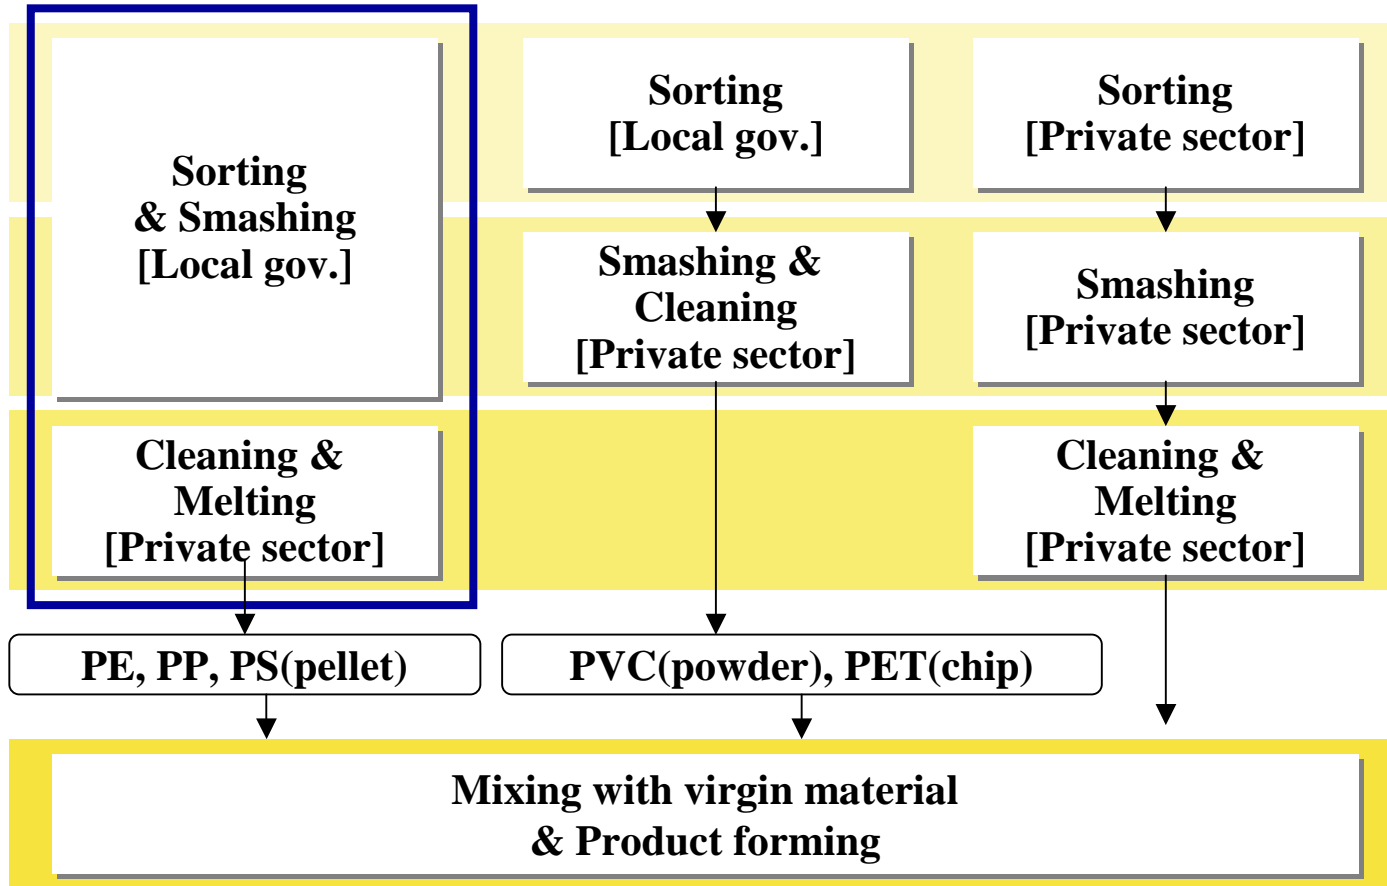 Sorting
& Smashing
[Local gov.]
Sorting
[Local gov.]
Sorting
[Private sector]
Smashing &
Cleaning
[Private sector]
Smashing
[Private sector]
Cleaning &
Melting
[Private sector]
Cleaning &
Melting
[Private sector]
PE, PP, PS(pellet)
PVC(powder), PET(chip)
Mixing with virgin material
& Product forming